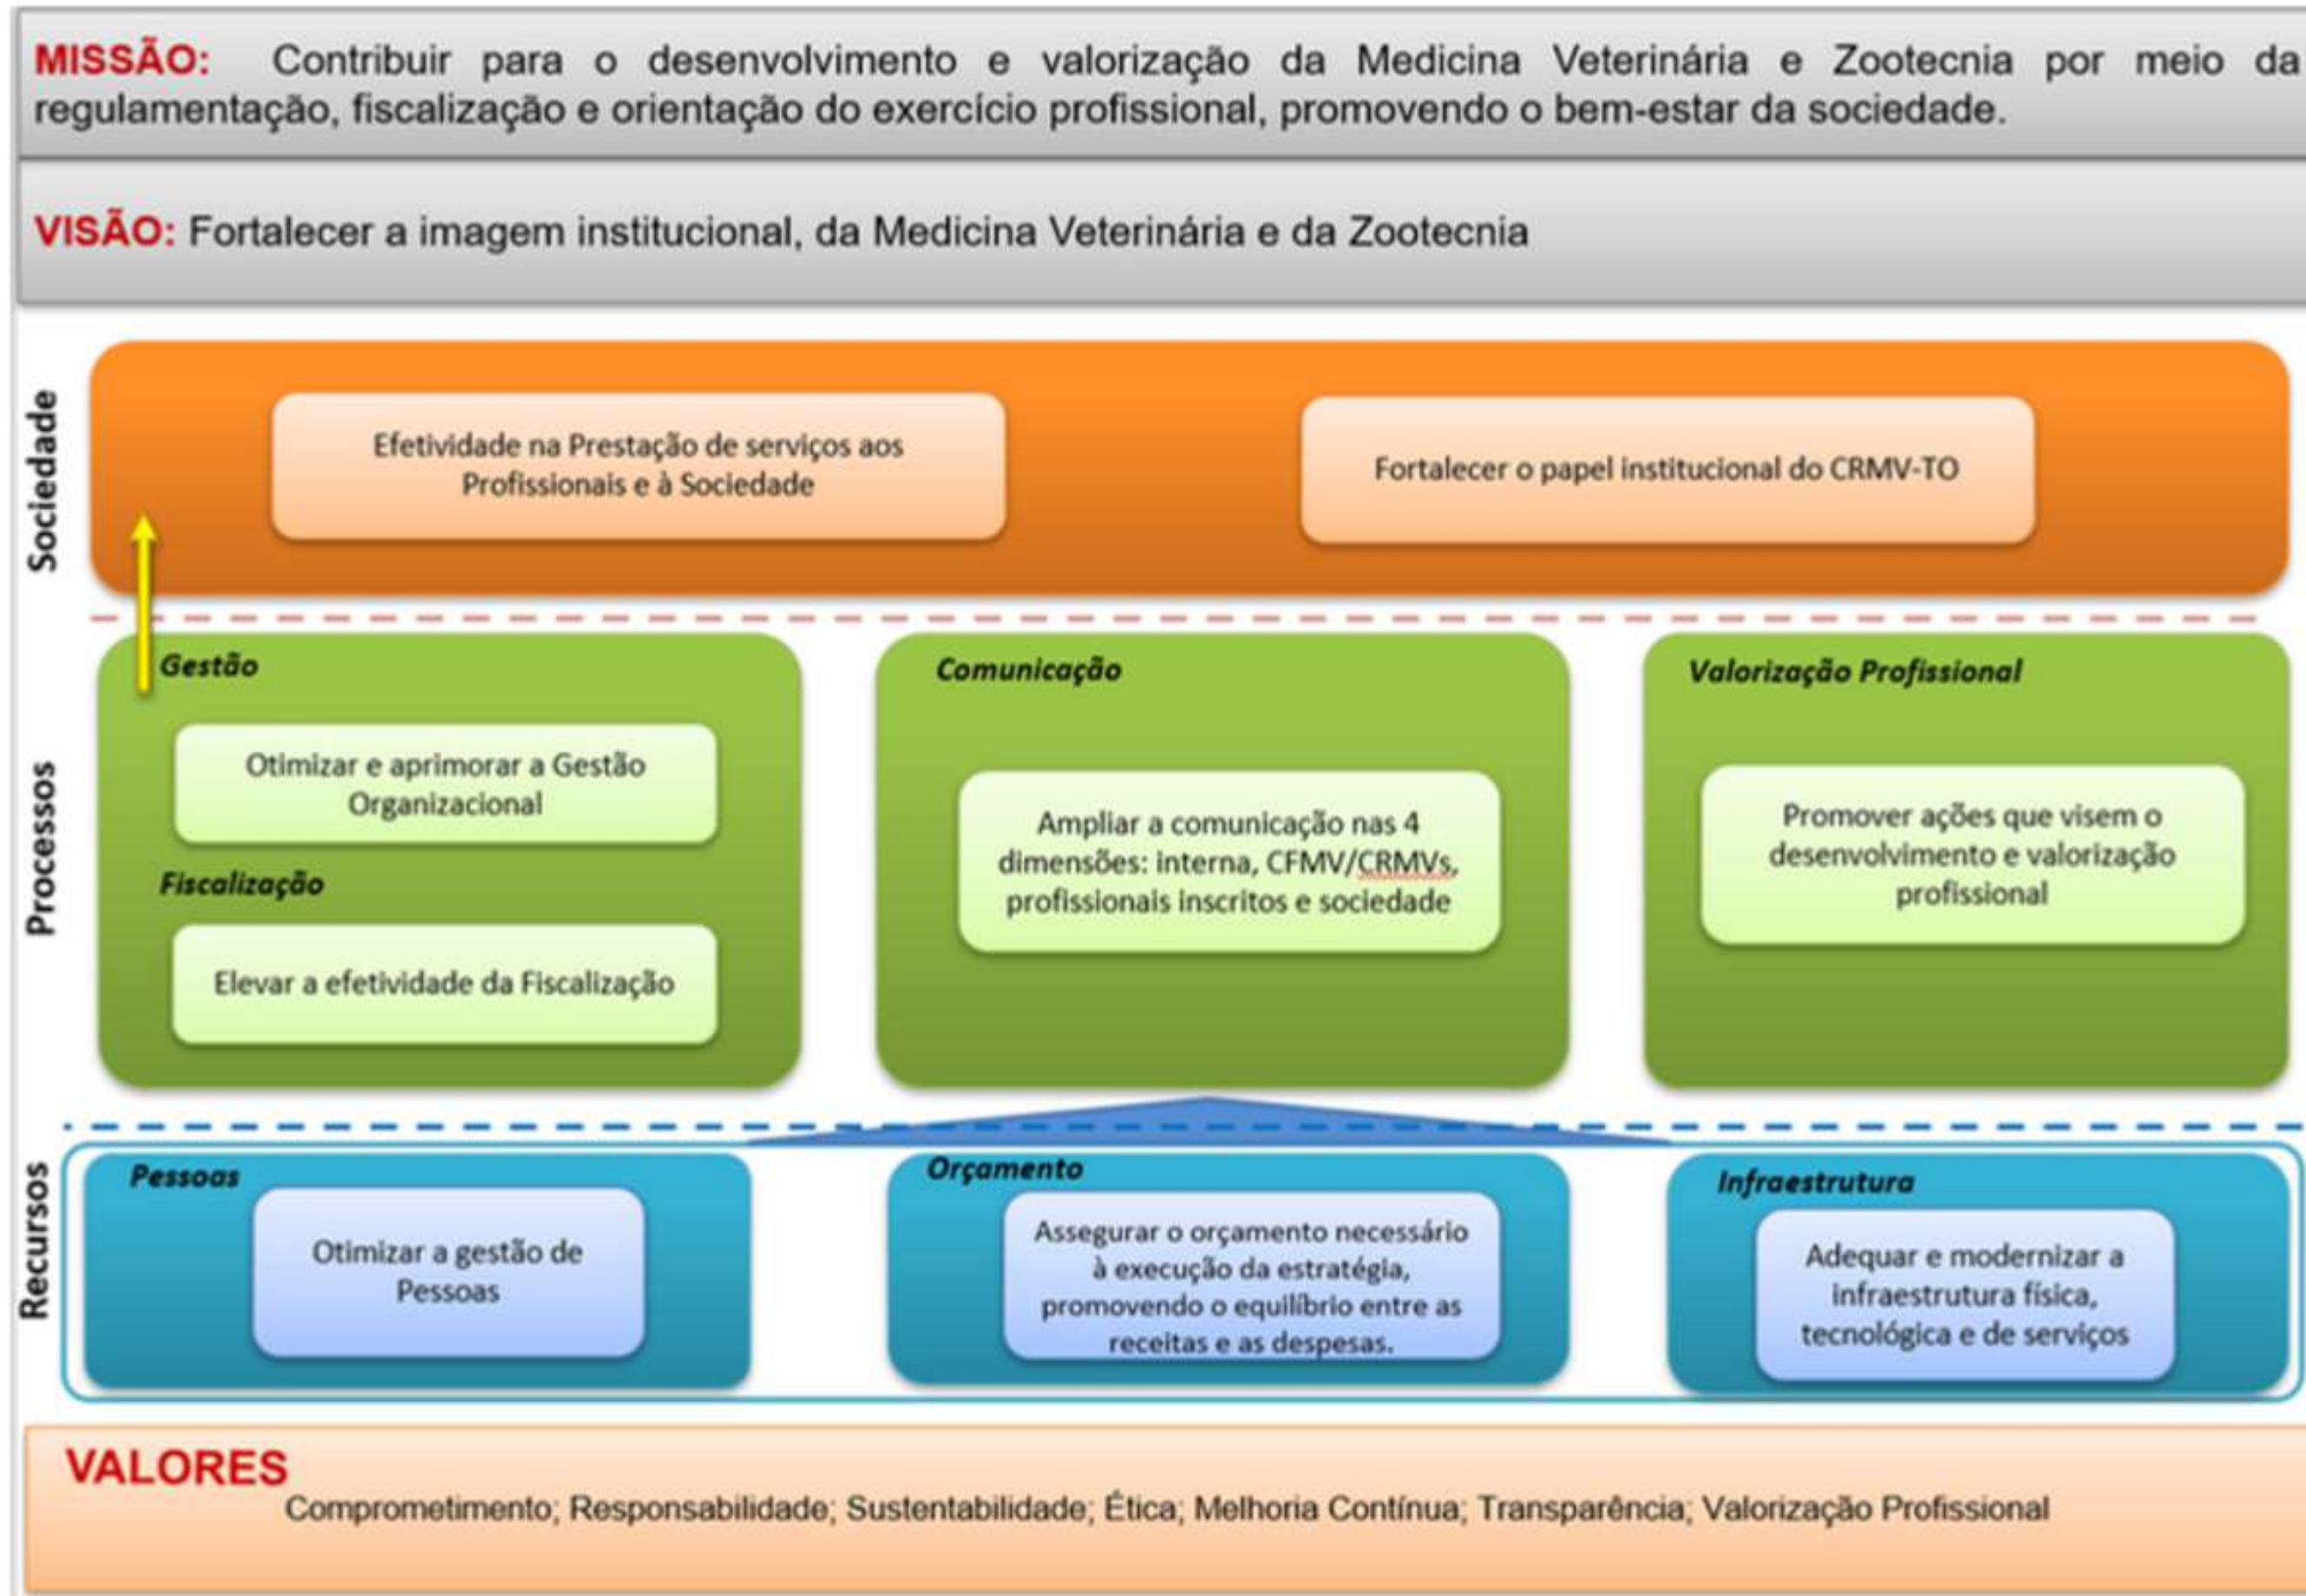 MISSÃO: Contribuir para o desenvolvimento e valorização da Medicina Veterinária e Zootecnia por meio da
regulamentação, fiscalização e orientação do exercício profissional, promovendo o bem-estar da sociedade.
VISÃO: Fortalecer a imagem institucional, da Medicina Veterinária e da Zootecnia
Sociedade
Efetividade na Prestação de serviços aos
Profissionais e à Sociedade
Fortalecer o papel institucional do CRMV-TO
Processos
Gestão
Otimizar e aprimorar a Gestão
Organizacional
Fiscalização
Elevar a efetividade da Fiscalização
Comunicação
Ampliar a comunicação nas 4
dimensões: interna, CFMV/CRMVs,
profissionais inscritos e sociedade
Valorização Profissional
Promover ações que visem o
desenvolvimento e valorização
profissional
Recursos
Pessoas
Otimizar a gestão de
Pessoas
Orçamento
Assegurar o orçamento necessário
à execução da estratégia,
promovendo o equilíbrio entre as
receitas e as despesas.
Infraestrutura
Adequar e modernizar a
infraestrutura física,
tecnológica e de serviços
VALORES
Comprometimento; Responsabilidade; Sustentabilidade; Ética; Melhoria Contínua; Transparência; Valorização Profissional